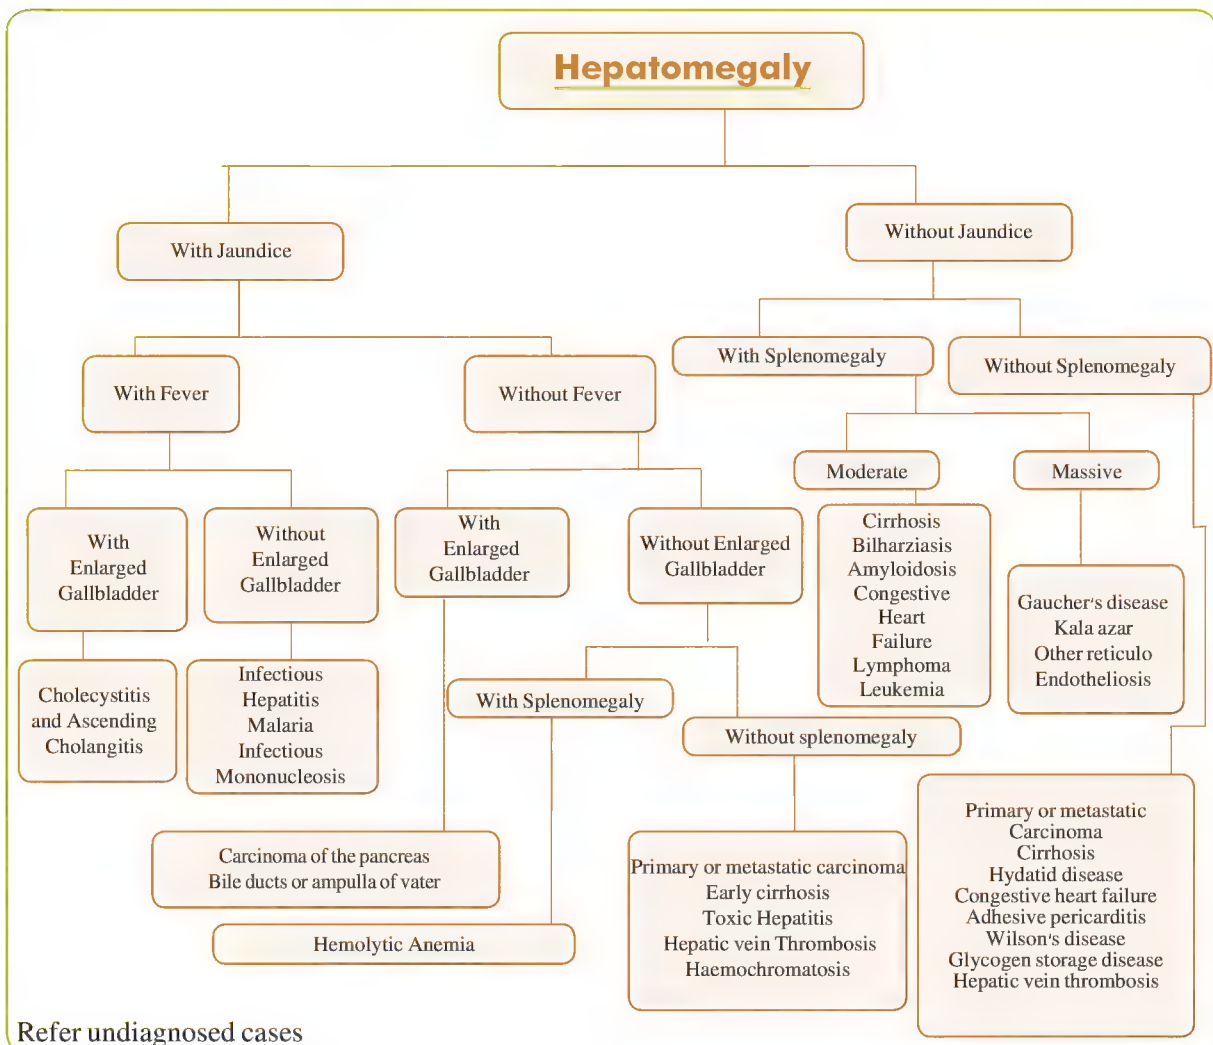 Hepatomegaly
With Jaundice
Without Jaundice
With Fever
Without Fever
With Splenomegaly
Without Splenomegaly
Moderate
Massive
With
Enlarged
Gallbladder
Without
Enlarged
Gallbladder
With
Enlarged
Gallbladder
Without Enlarged
Gallbladder
Cirrhosis
Bilharziasis
Amyloidosis
Congestive
Heart
Failure
Lymphoma
Leukemia
Gaucher's disease
Kala azar
Other reticulo
Endotheliosis
Cholecystitis
and Ascending
Cholangitis
Infectious
Hepatitis
Malaria
Infectious
Mononucleosis
With Splenomegaly
Without splenomegaly
Carcinoma of the pancreas
Bile ducts or ampulla of vater
Hemolytic Anemia
Primary or metastatic carcinoma
Early cirrhosis
Toxic Hepatitis
Hepatic vein Thrombosis
Haemochromatosis
Primary or metastatic
Carcinoma
Cirrhosis
Hydatid disease
Congestive heart failure
Adhesive pericarditis
Wilson's disease
Glycogen storage disease
Hepatic vein thrombosis
Refer undiagnosed cases